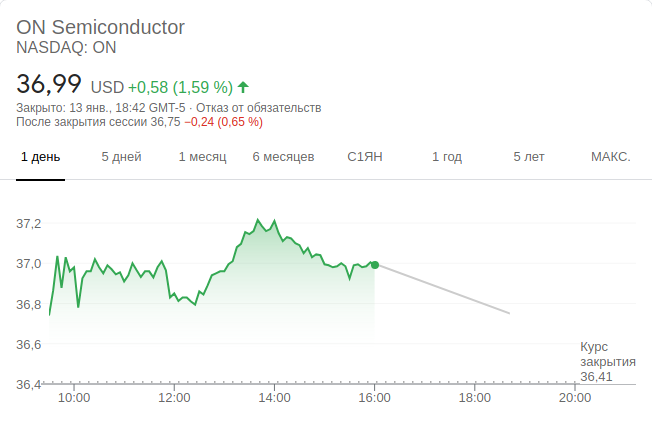 ON Semiconductor
NASDAQ: ON
36,99 USD +0,58 (1,59 %)
Закрыто: 13 янв., 18:42 GMT-5 · Отказ от обязательств
После закрытия сессии 36,75 −0,24 (0,65 %)
1 день 5 дней 1 месяц 6 месяцев С1ЯН 1 год 5 лет МАКС.
37,2
37,0
36,8
36,6
36,4
Курс
закрытия
36,41
10:00 12:00 14:00 16:00 18:00 20:00